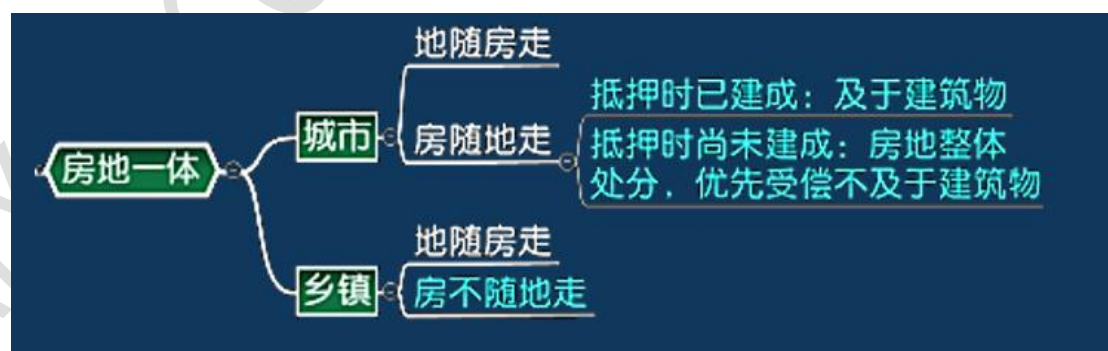 房地一体
城市
地随房走
房随地走
抵押时已建成：及于建筑物
抵押时尚未建成：房地整体
处分，优先受偿不及于建筑物
乡镇
地随房走
房不随地走